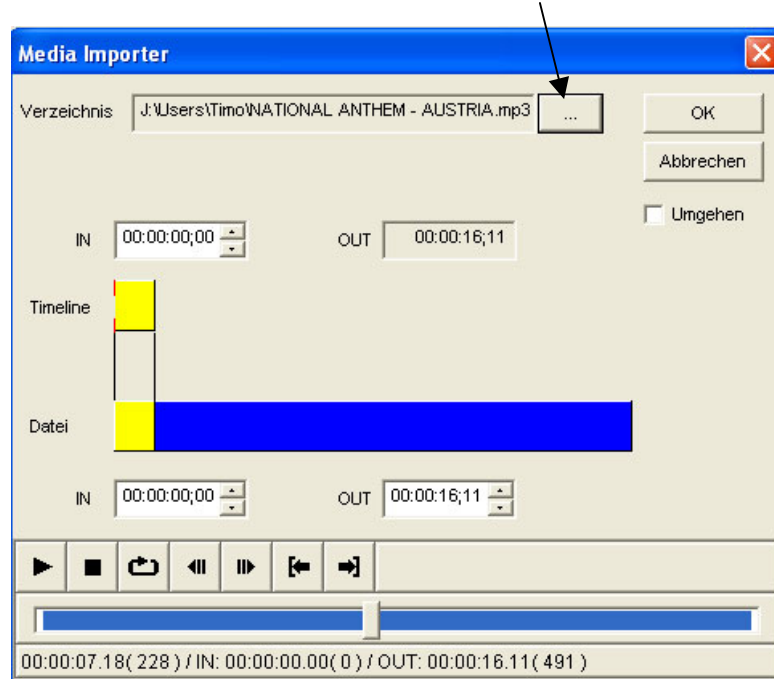 Media Importer
Verzeichnis J:\Users\Timo\NATIONAL ANTHEM - AUSTRIA.mp3 ... OK
Abbrechen
Umgehen
IN 00:00:00;00 OUT 00:00:16;11
Timeline
Datei
IN 00:00:00;00 OUT 00:00:16;11
00:00:07.18( 228 ) / IN: 00:00:00.00( 0 ) / OUT: 00:00:16.11( 491 )